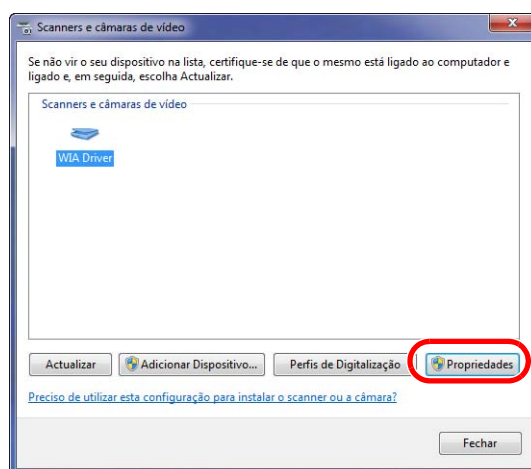 Scanners e câmaras de vídeo
Se não vir o seu dispositivo na lista, certifique-se de que o mesmo está ligado ao computador e
ligado e, em seguida, escolha Actualizar.
Scanners e câmaras de vídeo
WIA Driver
Actualizar
Adicionar Dispositivo...
Perfis de Digitalização
Propriedades
Preciso de utilizar esta configuração para instalar o scanner ou a câmara?
Fechar